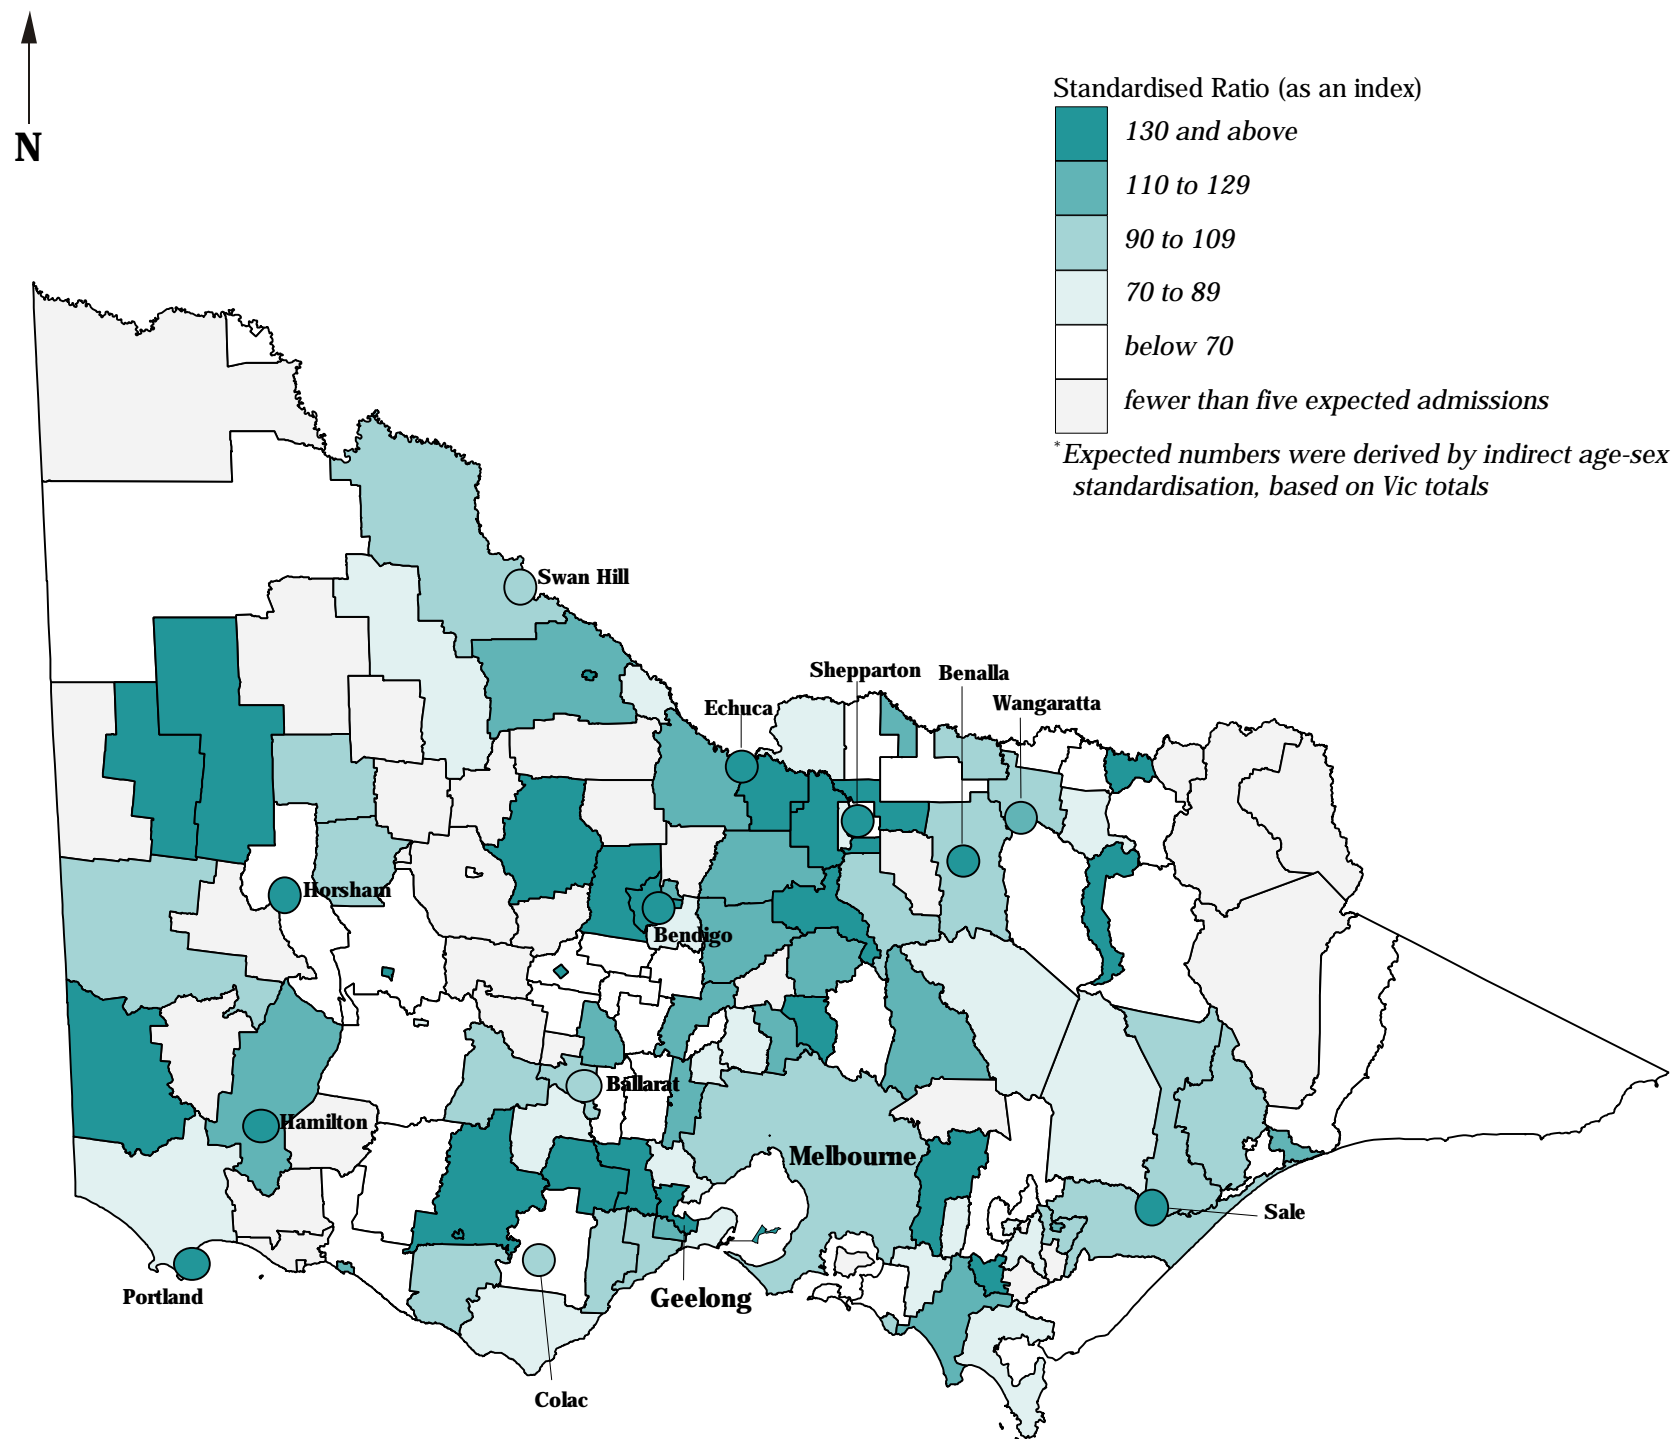 N
Standardised Ratio (as an index)
130 and above
110 to 129
90 to 109
70 to 89
below 70
fewer than five expected admissions
*Expected numbers were derived by indirect age-sex
standardisation, based on Vic totals
Swan Hill
Shepparton
Benalla
Echuca
Wangaratta
Horsham
Bendigo
Ballarat
Hamilton
Melbourne
Sale
Portland
Geelong
Colac